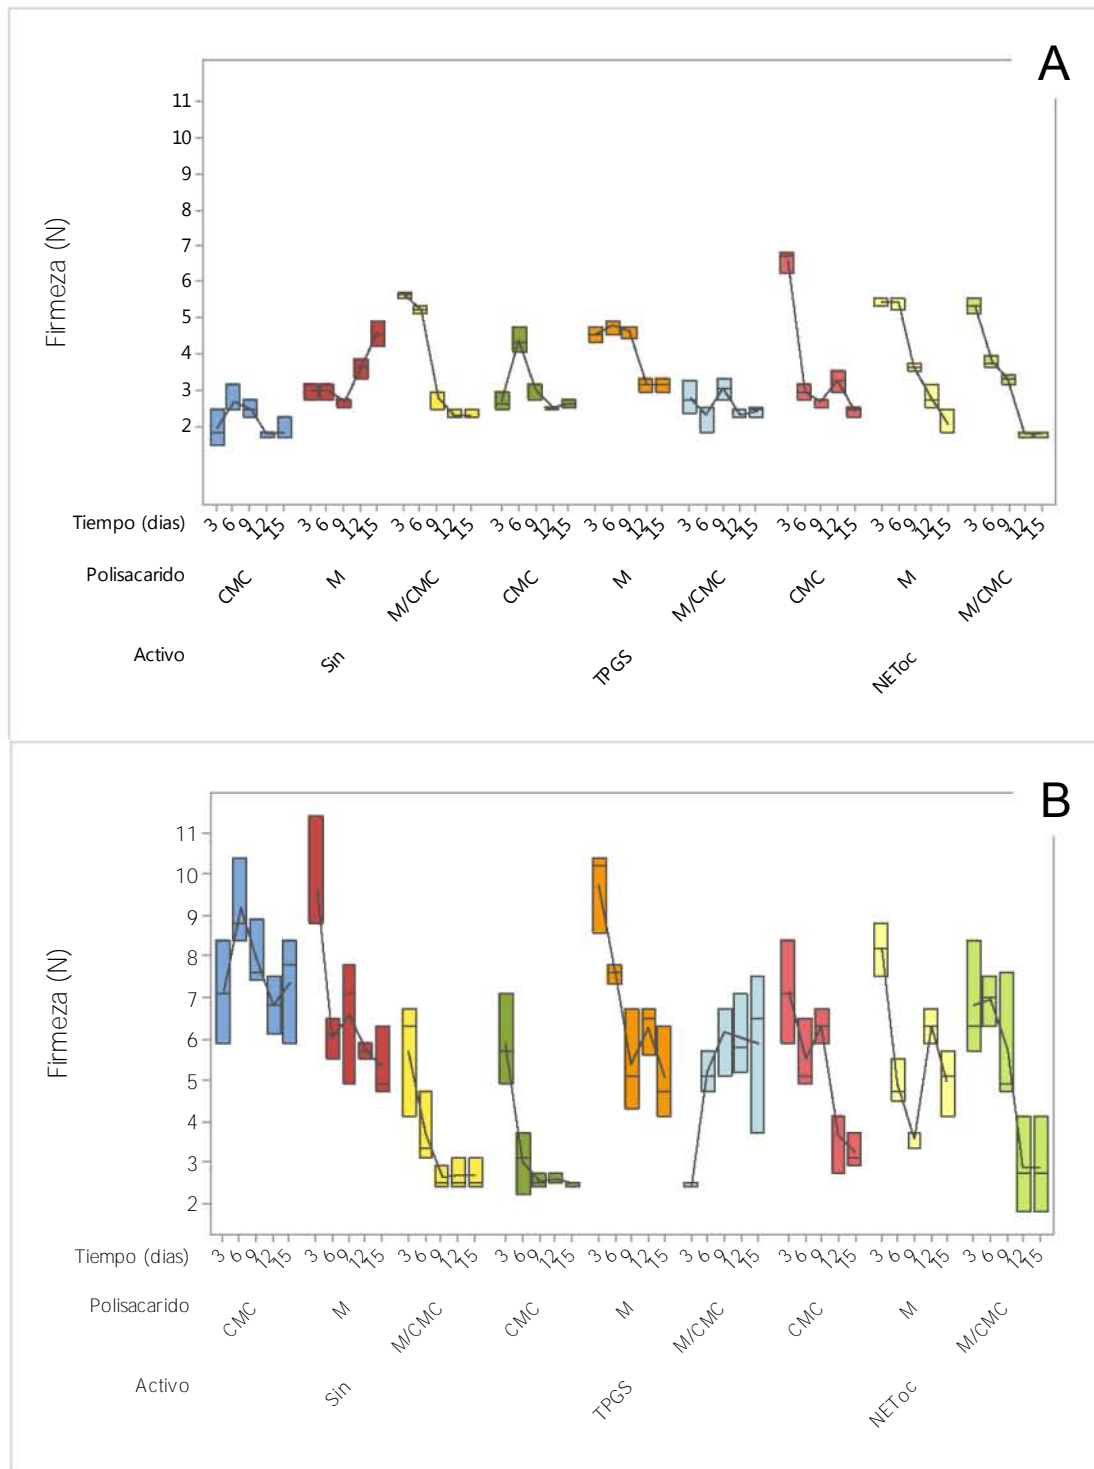 A
11
10
9
8
7
6
5
4
3
2
Firmeza (N)
Tiempo (dias) 3 6 9 12 15 3 6 9 12 15 3 6 9 12 15 3 6 9 12 15 3 6 9 12 15 3 6 9 12 15 3 6 9 12 15 3 6 9 12 15 3 6 9 12 15
Polisacarido CMC M M/CMC CMC M M/CMC CMC M M/CMC
Activo Sin TPGS NEToc
B
11
10
9
8
7
6
5
4
3
2
Firmeza (N)
Tiempo (dias) 3 6 9 12 15 3 6 9 12 15 3 6 9 12 15 3 6 9 12 15 3 6 9 12 15 3 6 9 12 15 3 6 9 12 15 3 6 9 12 15 3 6 9 12 15
Polisacarido CMC M M/CMC CMC M M/CMC CMC M M/CMC
Activo Sin TPGS NEToc